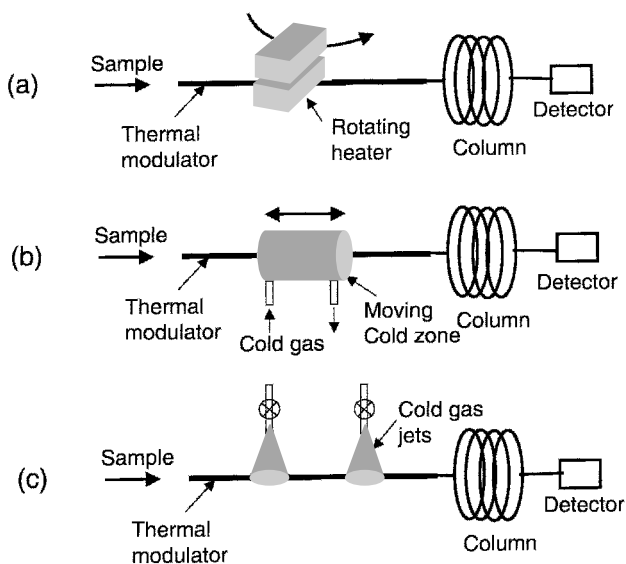 (a)
Sample
Thermal
modulator
Rotating
heater
Column
Detector
(b)
Sample
Thermal
modulator
Cold gas
Moving
Cold zone
Column
Detector
(c)
Sample
Cold gas
jets
Thermal
modulator
Column
Detector